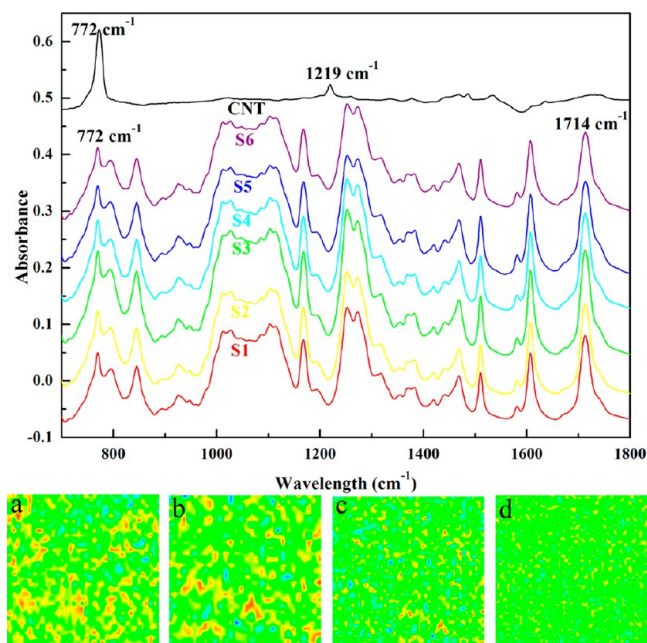 0.6
0.5
0.4
0.3
0.2
0.1
0.0
-0.1
Absorbance
772 cm-1
1219 cm-1
CNT
772 cm-1
1714 cm-1
S6
S5
S4
S3
S2
S1
800 1000 1200 1400 1600 1800
Wavelength (cm-1)
a b c d